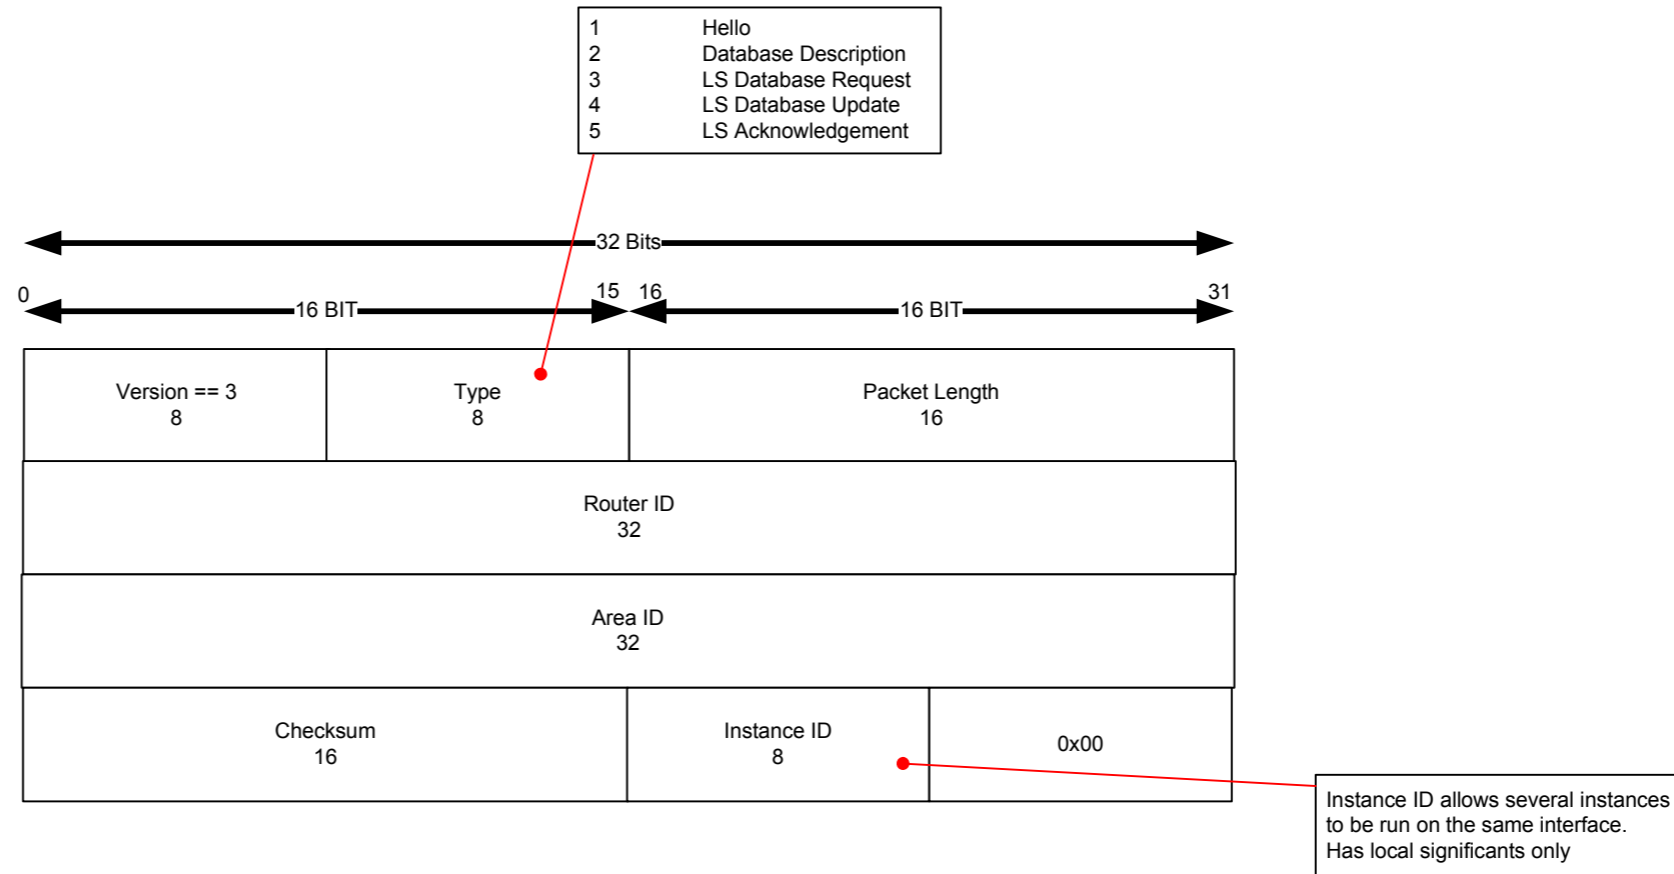 1 Hello
2 Database Description
3 LS Database Request
4 LS Database Update
5 LS Acknowledgement
32 Bits
0 15 16 31
16 BIT 16 BIT
Version == 3 Type Packet Length
8 8 16
Router ID
32
Area ID
32
Checksum Instance ID 0x00
16 8
Instance ID allows several instances
to be run on the same interface.
Has local significants only